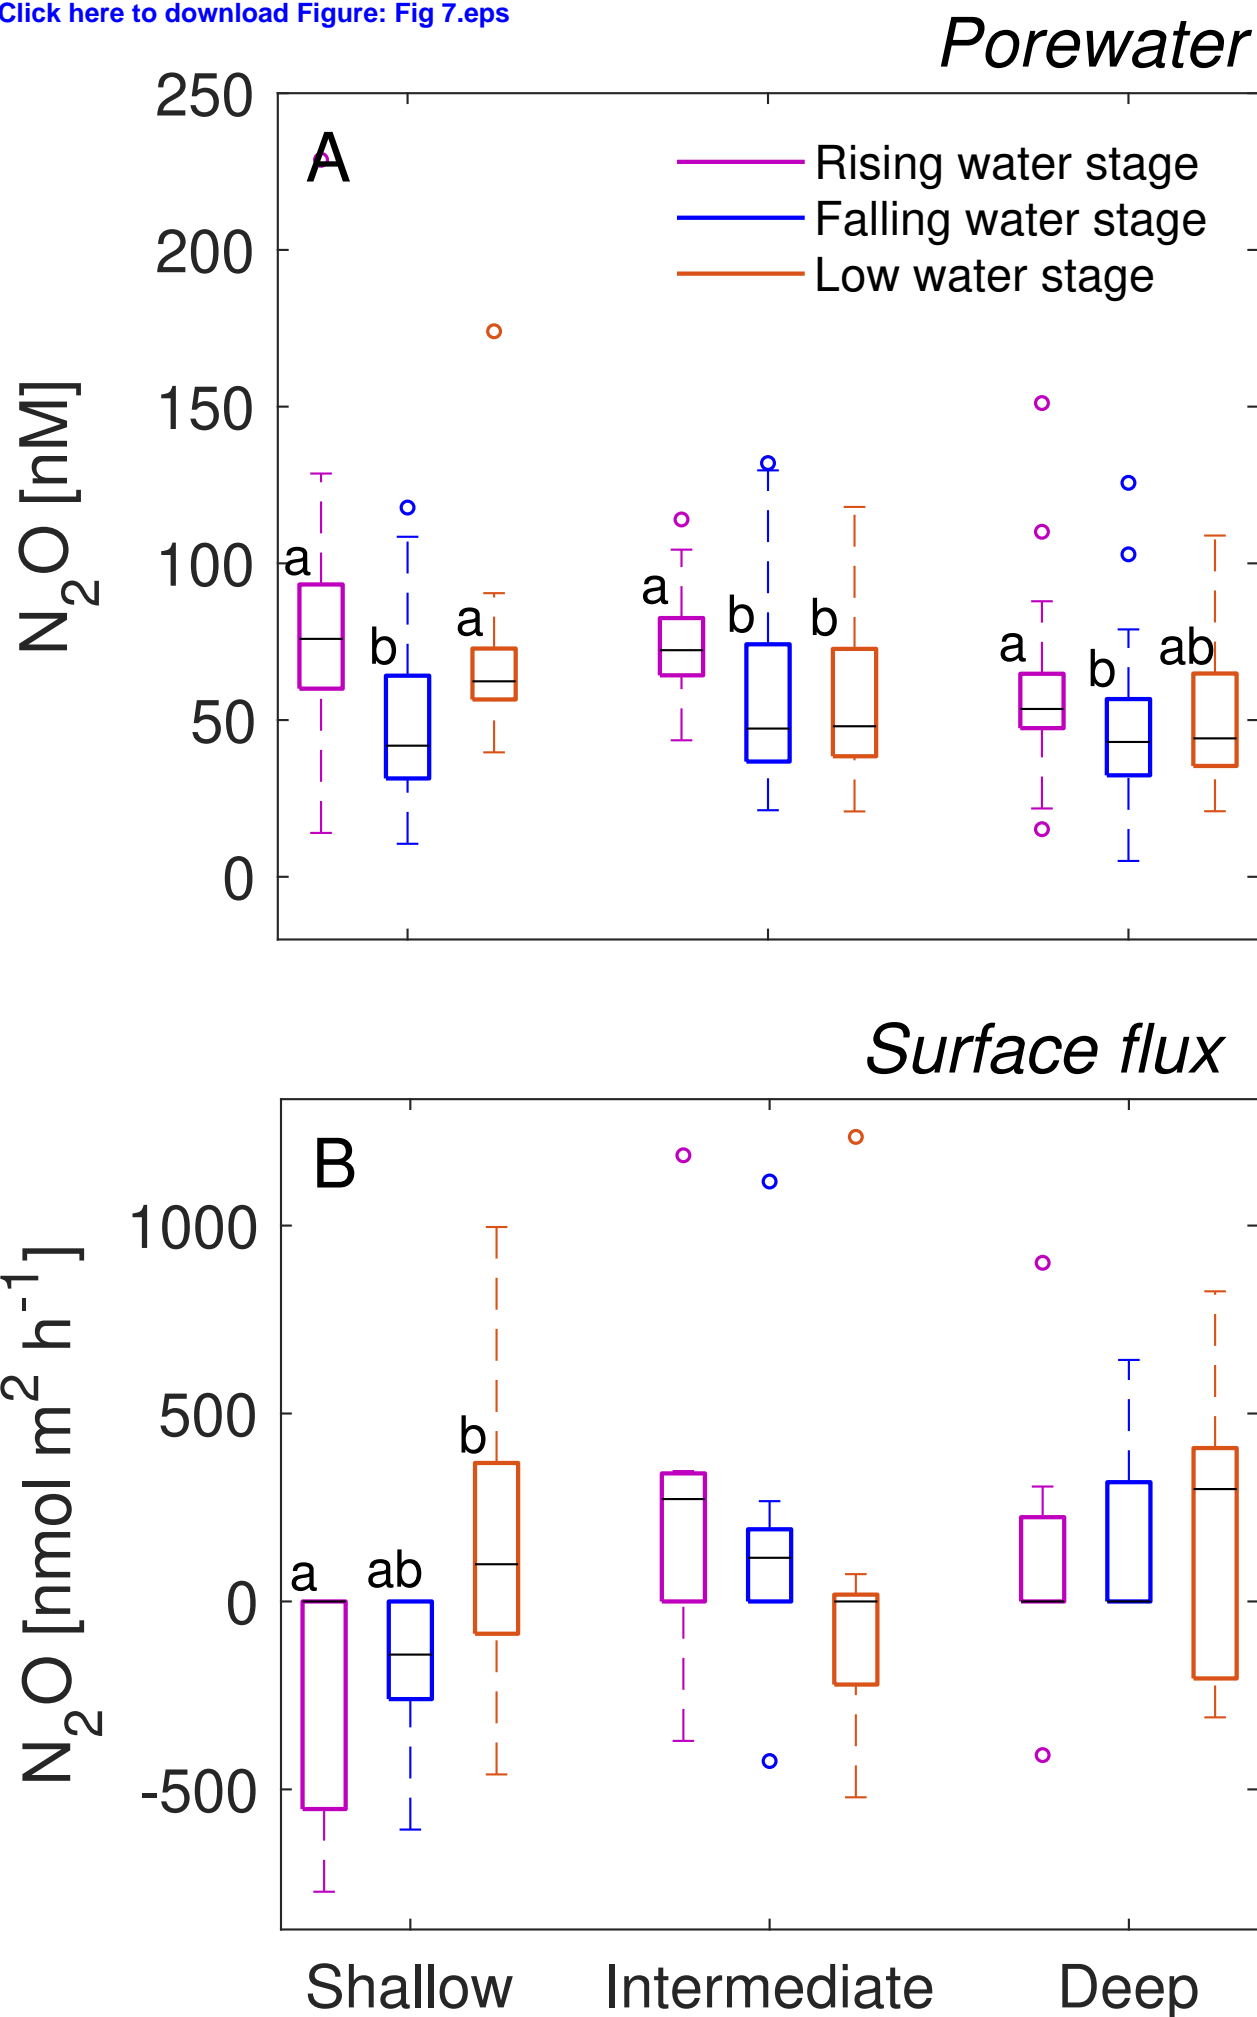 Click here to download Figure: Fig 7.eps
Porewater
250
200
150
100
50
0
N2O [nM]
A
Rising water stage
Falling water stage
Low water stage
a
b
a
a
b
b
a
b
ab
Surface flux
1000
500
0
-500
N2O [nmol m2 h-1]
B
a
ab
b
Shallow
Intermediate
Deep